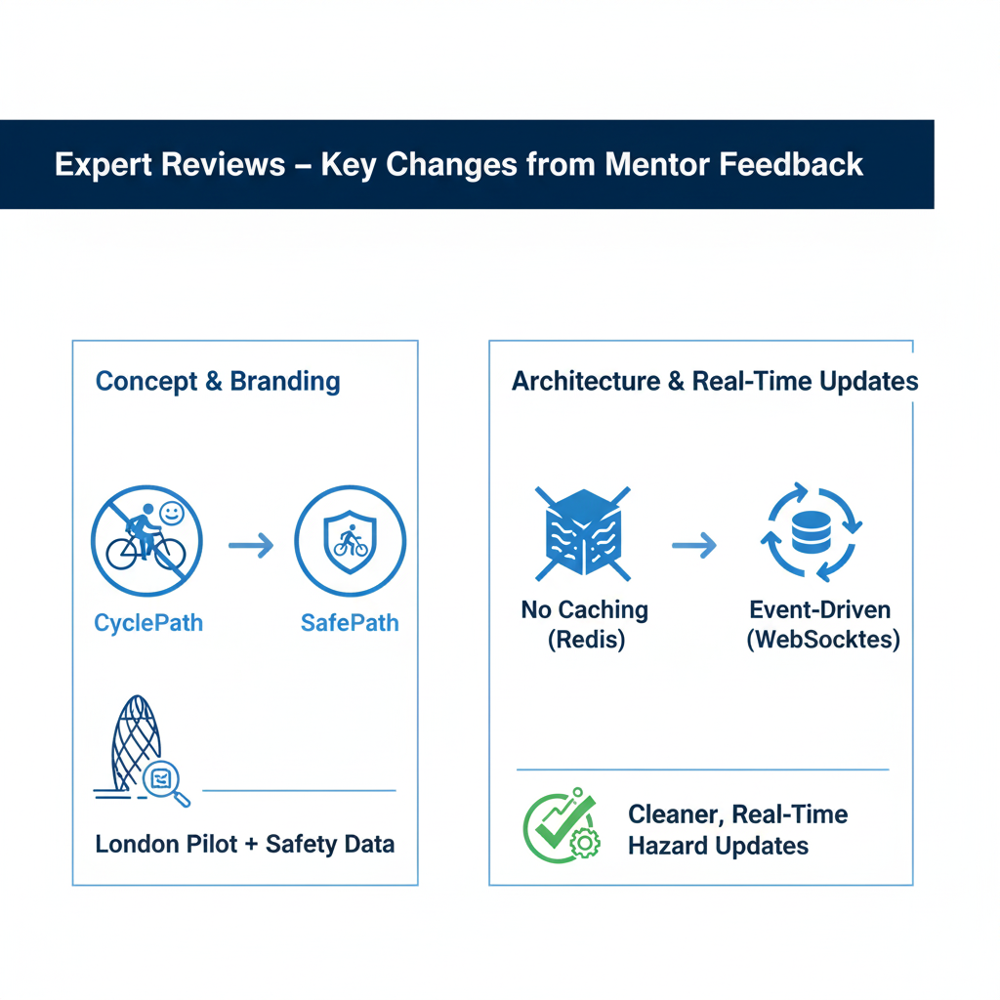 Expert Reviews – Key Changes from Mentor Feedback
Concept & Branding
CyclePath
SafePath
London Pilot + Safety Data
Architecture & Real-Time Updates
No Caching
(Redis)
Event-Driven
(WebSocktes)
Cleaner, Real-Time
Hazard Updates